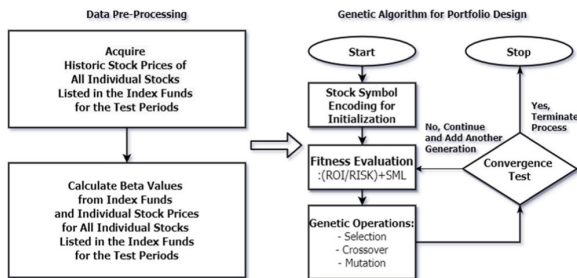 Data Pre-Processing
Acquire
Historic Stock Prices of
All Individual Stocks
Listed in the Index Funds
for the Test Periods
Calculate Beta Values
from Index Funds
and Individual Stock Prices
for All Individual Stocks
Listed in the Index Funds
for the Test Periods
Genetic Algorithm for Portfolio Design
Start
Stock Symbol
Encoding for
Initialization
Fitness Evaluation
:(ROI/RISK)+SML
Genetic Operations:
- Selection
- Crossover
- Mutation
Convergence
Test
No, Continue
and Add Another
Generation
Yes,
Terminate
Process
Stop